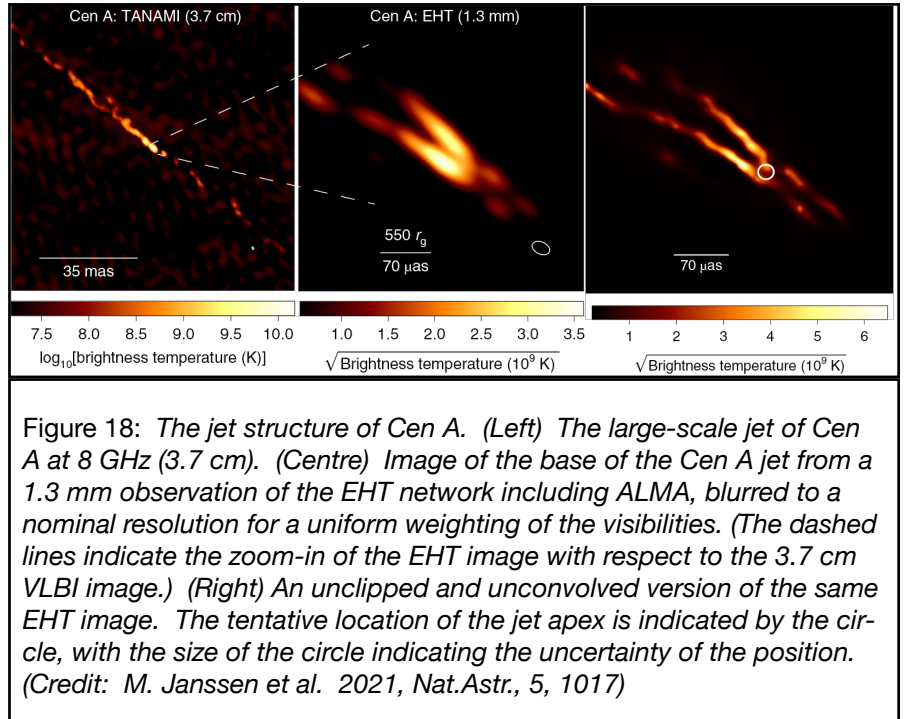 Cen A: TANAMI (3.7 cm)
Cen A: EHT (1.3 mm)
35 mas
550 r_g
70 μas
70 μas
7.5 8.0 8.5 9.0 9.5 10.0
log₁₀[brightness temperature (K)]
1.0 1.5 2.0 2.5 3.0 3.5
√Brightness temperature (10⁹ K)
1 2 3 4 5 6
√Brightness temperature (10⁹ K)
Figure 18: The jet structure of Cen A. (Left) The large-scale jet of Cen
A at 8 GHz (3.7 cm). (Centre) Image of the base of the Cen A jet from a
1.3 mm observation of the EHT network including ALMA, blurred to a
nominal resolution for a uniform weighting of the visibilities. (The dashed
lines indicate the zoom-in of the EHT image with respect to the 3.7 cm
VLBI image.) (Right) An unclipped and unconvolved version of the same
EHT image. The tentative location of the jet apex is indicated by the cir-
cle, with the size of the circle indicating the uncertainty of the position.
(Credit: M. Janssen et al. 2021, Nat.Astr., 5, 1017)